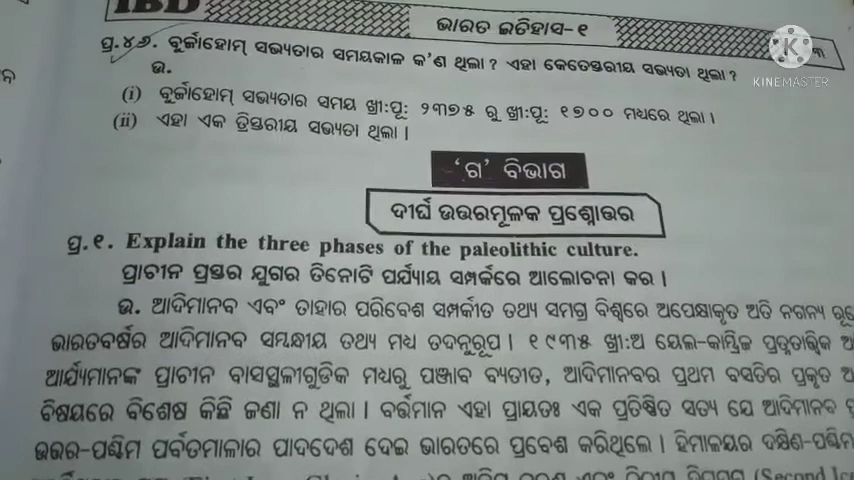 IBD
ଭାରତ ଇତିହାସ-୧
୩
KINEMASTER
ପ୍ର.୪୬. ବୁର୍ଜାହୋମ୍ ସଭ୍ୟତାର ସମୟକାଳ କ'ଣ ଥିଲା ? ଏହା କେତେସ୍ତରୀୟ ସଭ୍ୟତା ଥିଲା ?
ଉ.
(i) ବୁର୍ଜାହୋମ୍ ସଭ୍ୟତାର ସମୟ ଖ୍ରୀ:ପୂ: ୨୩୭୫ ରୁ ଖ୍ରୀ:ପୂ: ୧୭୦୦ ମଧ୍ୟରେ ଥିଲା ।
(ii) ଏହା ଏକ ତ୍ରିସ୍ତରୀୟ ସଭ୍ୟତା ଥିଲା ।
'ଗ' ବିଭାଗ
ଦୀର୍ଘ ଉତ୍ତରମୂଳକ ପ୍ରଶ୍ନୋତ୍ତର
ପ୍ର.୧. Explain the three phases of the paleolithic culture.
ପ୍ରାଚୀନ ପ୍ରସ୍ତର ଯୁଗର ତିନୋଟି ପର୍ଯ୍ୟାୟ ସମ୍ପର୍କରେ ଆଲୋଚନା କର ।
ଉ. ଆଦିମାନବ ଏବଂ ତାହାର ପରିବେଶ ସମ୍ପର୍କୀତ ତଥ୍ୟ ସମଗ୍ର ବିଶ୍ୱରେ ଅପେକ୍ଷାକୃତ ଅତି ନଗନ୍ୟ
ଭାରତବର୍ଷର ଆଦିମାନବ ସମ୍ବନ୍ଧୀୟ ତଥ୍ୟ ମଧ୍ୟ ତଦନୁରୂପ । ୧୯୩୫ ଖ୍ରୀ:ଅ ଯେଲ-କାମ୍ବ୍ରିଜ ପ୍ରତ୍ନତାତ୍ତ୍ୱିକ
ଆର୍ଯ୍ୟମାନଙ୍କ ପ୍ରାଚୀନ ବାସସ୍ଥଳୀଗୁଡିକ ମଧ୍ୟରୁ ପଞ୍ଜାବ ବ୍ୟତୀତ, ଆଦିମାନବର ପ୍ରଥମ ବସତିର ପ୍ରକୃତ
ବିଷୟରେ ବିଶେଷ କିଛି ଜଣା ନ ଥିଲା । ବର୍ତ୍ତମାନ ଏହା ପ୍ରାୟତଃ ଏକ ପ୍ରତିଷ୍ଠିତ ସତ୍ୟ ଯେ ଆଦିମାନବ
ଉତ୍ତର-ପଶ୍ଚିମ ପର୍ବତମାଳାର ପାଦଦେଶ ଦେଇ ଭାରତରେ ପ୍ରବେଶ କରିଥିଲେ । ହିମାଳୟର ଦକ୍ଷିଣ-ପଶ୍ଚିମ